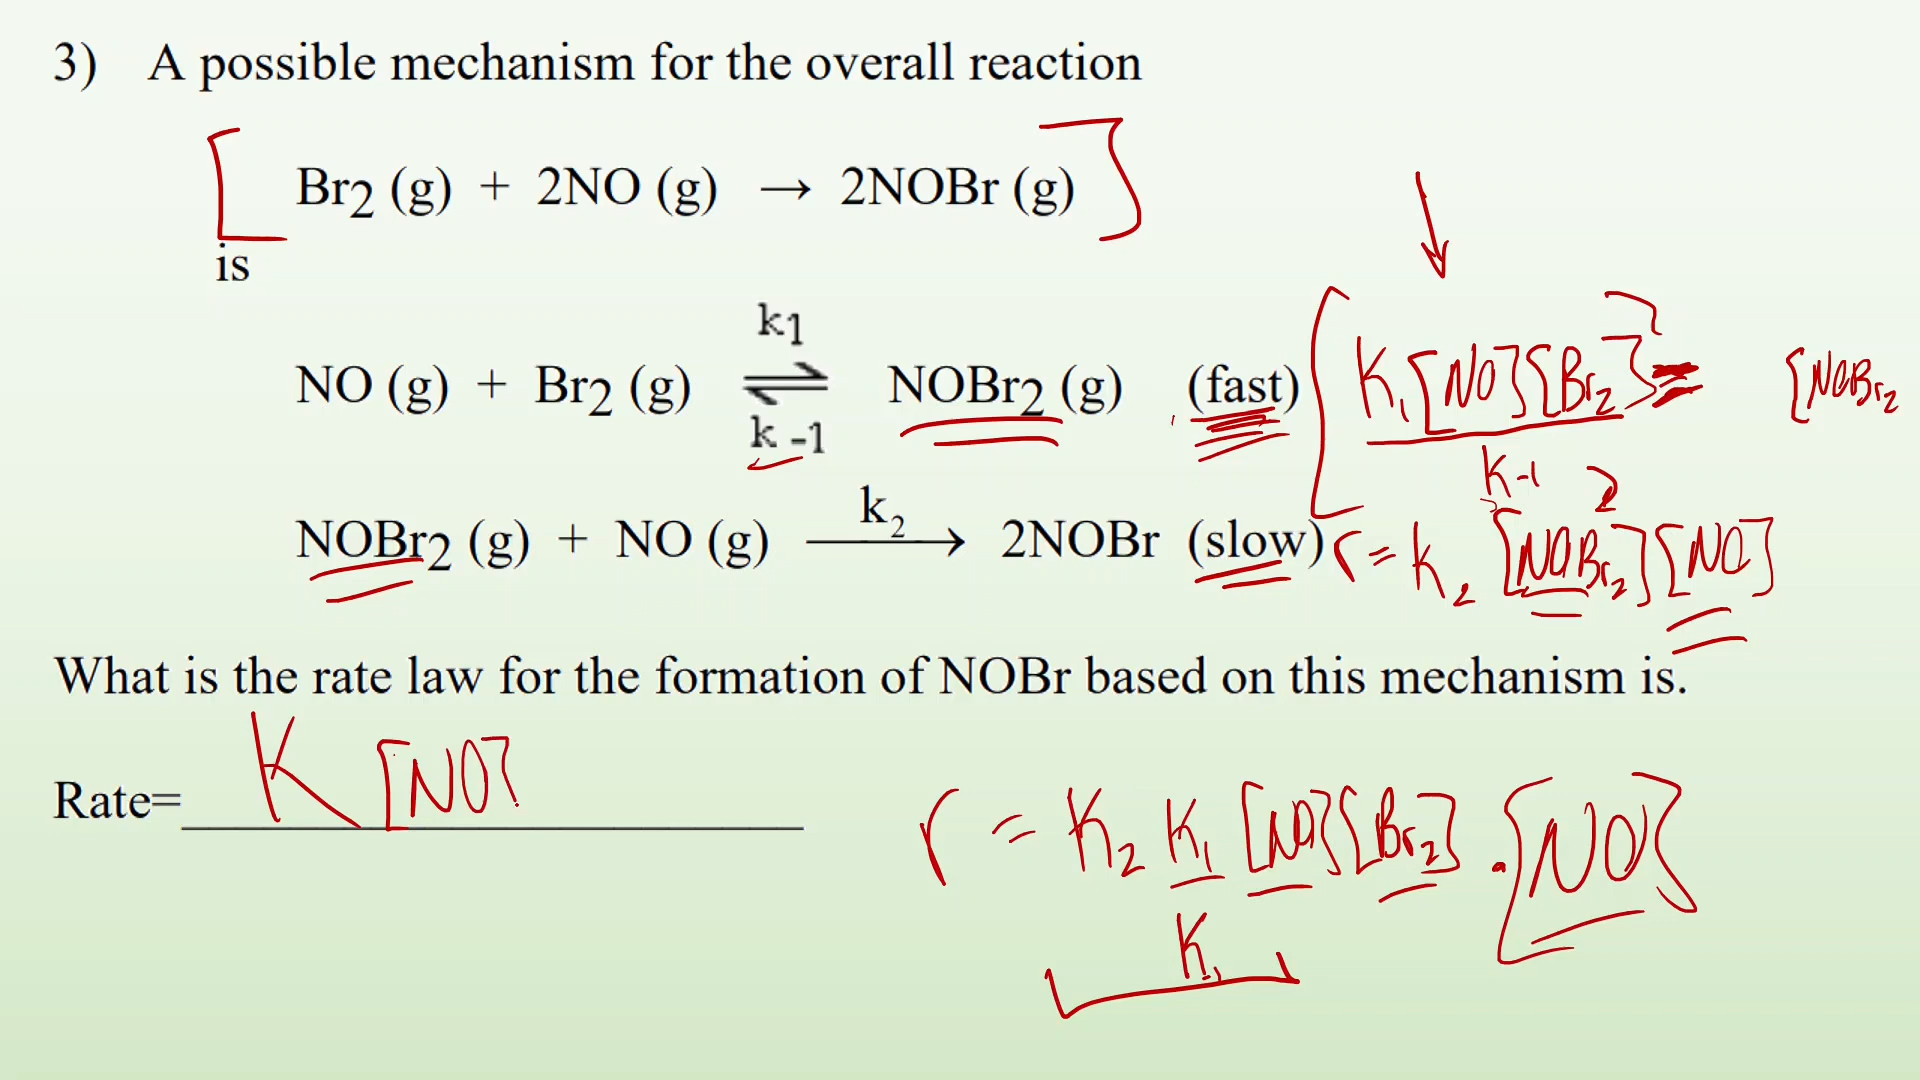 3) A possible mechanism for the overall reaction
[ Br2 (g) + 2NO (g) → 2NOBr (g) ]
is
k1
NO (g) + Br2 (g) ⇌ NOBr2 (g) (fast) K1[NO][Br2] = [NOBr2
k -1 K-1
NOBr2 (g) + NO (g) k2 → 2NOBr (slow) r = K2 [NOBr2][NO]
What is the rate law for the formation of NOBr based on this mechanism is.
Rate= K [NO]
r = K2 K1 [NO][Br2] . [NO]
K